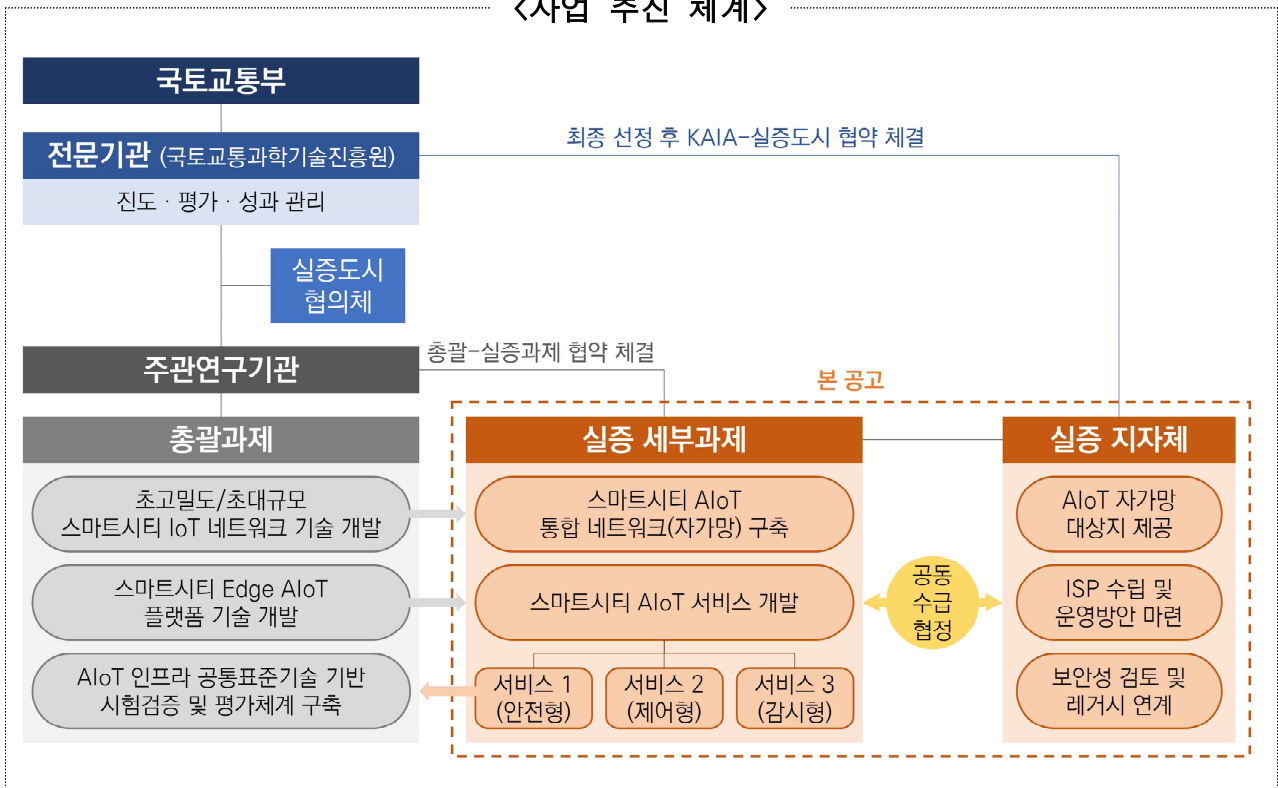 <사업 추진 체계>
국토교통부
전문기관 (국토교통과학기술진흥원)
진도 · 평가 · 성과 관리
최종 선정 후 KAIA-실증도시 협약 체결
실증도시
협의체
주관연구기관
총괄-실증과제 협약 체결
본 공고
총괄과제
초고밀도/초대규모
스마트시티 IoT 네트워크 기술 개발
스마트시티 Edge AIoT
플랫폼 기술 개발
AIoT 인프라 공통표준기술 기반
시험검증 및 평가체계 구축
실증 세부과제
스마트시티 AIoT
통합 네트워크(자가망) 구축
스마트시티 AIoT 서비스 개발
서비스 1
(안전형)
서비스 2
(제어형)
서비스 3
(감시형)
공동
수급
협정
실증 지자체
AIoT 자가망
대상지 제공
ISP 수립 및
운영방안 마련
보안성 검토 및
레거시 연계